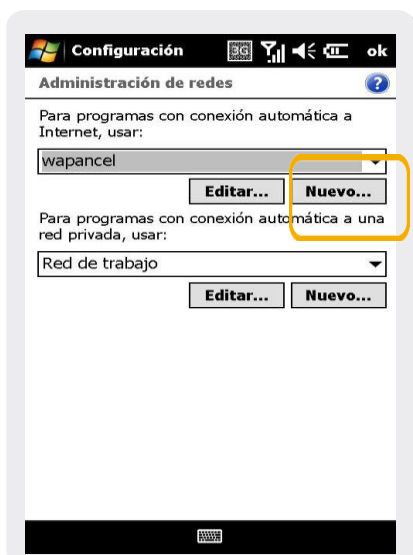 Configuración 3G ok
Administración de redes ?
Para programas con conexión automática a
Internet, usar:
wapancel
Editar... Nuevo...
Para programas con conexión automática a una
red privada, usar:
Red de trabajo
Editar... Nuevo...